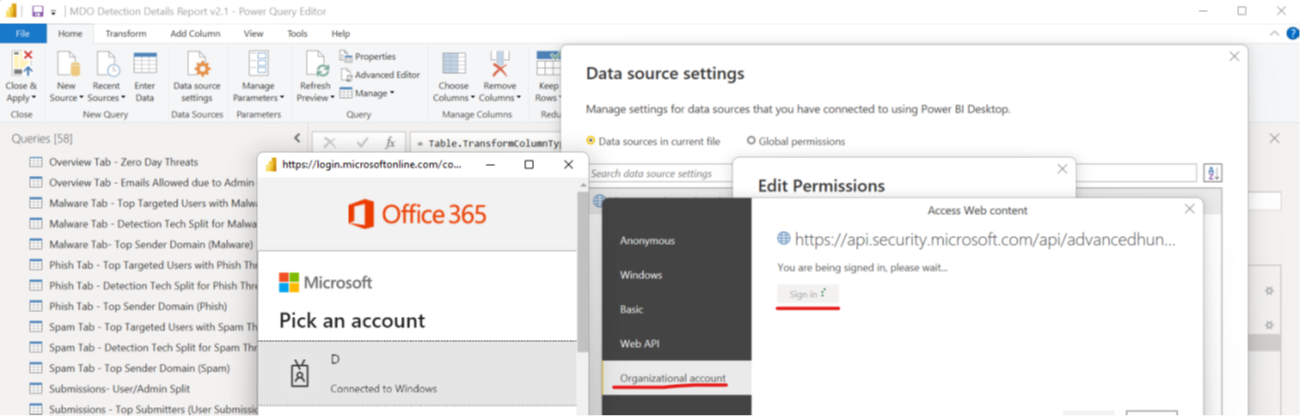 MDO Detection Details Report v2.1 - Power Query Editor
File Home Transform Add Column View Tools Help
Close & Apply
New Source
Recent Sources
Enter Data
Data source settings
Manage Parameters
Refresh Preview
Properties
Advanced Editor
Manage
Choose Columns
Remove Columns
Keep Rows
Close
New Query
Data Sources
Parameters
Query
Manage Columns
Redu
Queries [58]
fx
= Table.TransformColumnTyp
Overview Tab - Zero Day Threats
Overview Tab - Emails Allowed due to Admin
Malware Tab - Top Targeted Users with Malwa
Malware Tab - Detection Tech Split for Malwa
Malware Tab- Top Sender Domain (Malware)
Phish Tab - Top Targeted Users with Phish Thr
Phish Tab - Detection Tech Split for Phish Thre
Phish Tab - Top Sender Domain (Phish)
Spam Tab - Top Targeted Users with Spam Th
Spam Tab - Detection Tech Split for Spam Thr
Spam Tab - Top Sender Domain (Spam)
Submissions- User/Admin Split
Submissions - Top Submitters (User Submissio
https://login.microsoftonline.com/co...
Office 365
Microsoft
Pick an account
D
Connected to Windows
Data source settings
Manage settings for data sources that you have connected to using Power BI Desktop.
Data sources in current file
Global permissions
Search data source settings
Edit Permissions
Access Web content
Anonymous
Windows
Basic
Web API
Organizational account
https://api.security.microsoft.com/api/advancedhun...
You are being signed in, please wait...
Sign in